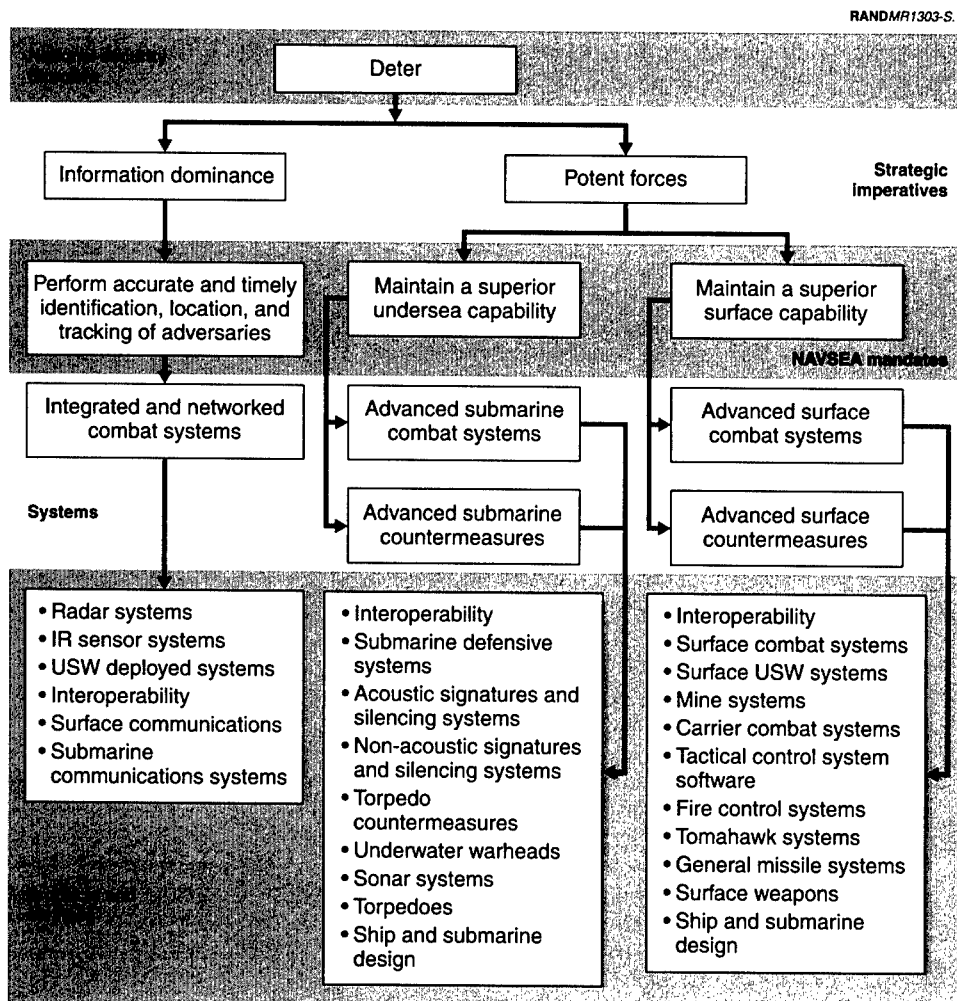 RANDMR1303-S.
Deter
Information dominance
Potent forces
Strategic
imperatives
Perform accurate and timely
identification, location, and
tracking of adversaries
Maintain a superior
undersea capability
Maintain a superior
surface capability
NAVSEA mandates
Integrated and networked
combat systems
Advanced submarine
combat systems
Advanced surface
combat systems
Systems
Advanced submarine
countermeasures
Advanced surface
countermeasures
• Radar systems
• IR sensor systems
• USW deployed systems
• Interoperability
• Surface communications
• Submarine
communications systems
• Interoperability
• Submarine defensive
systems
• Acoustic signatures and
silencing systems
• Non-acoustic signatures
and silencing systems
• Torpedo
countermeasures
• Underwater warheads
• Sonar systems
• Torpedoes
• Ship and submarine
design
• Interoperability
• Surface combat systems
• Surface USW systems
• Mine systems
• Carrier combat systems
• Tactical control system
software
• Fire control systems
• Tomahawk systems
• General missile systems
• Surface weapons
• Ship and submarine
design